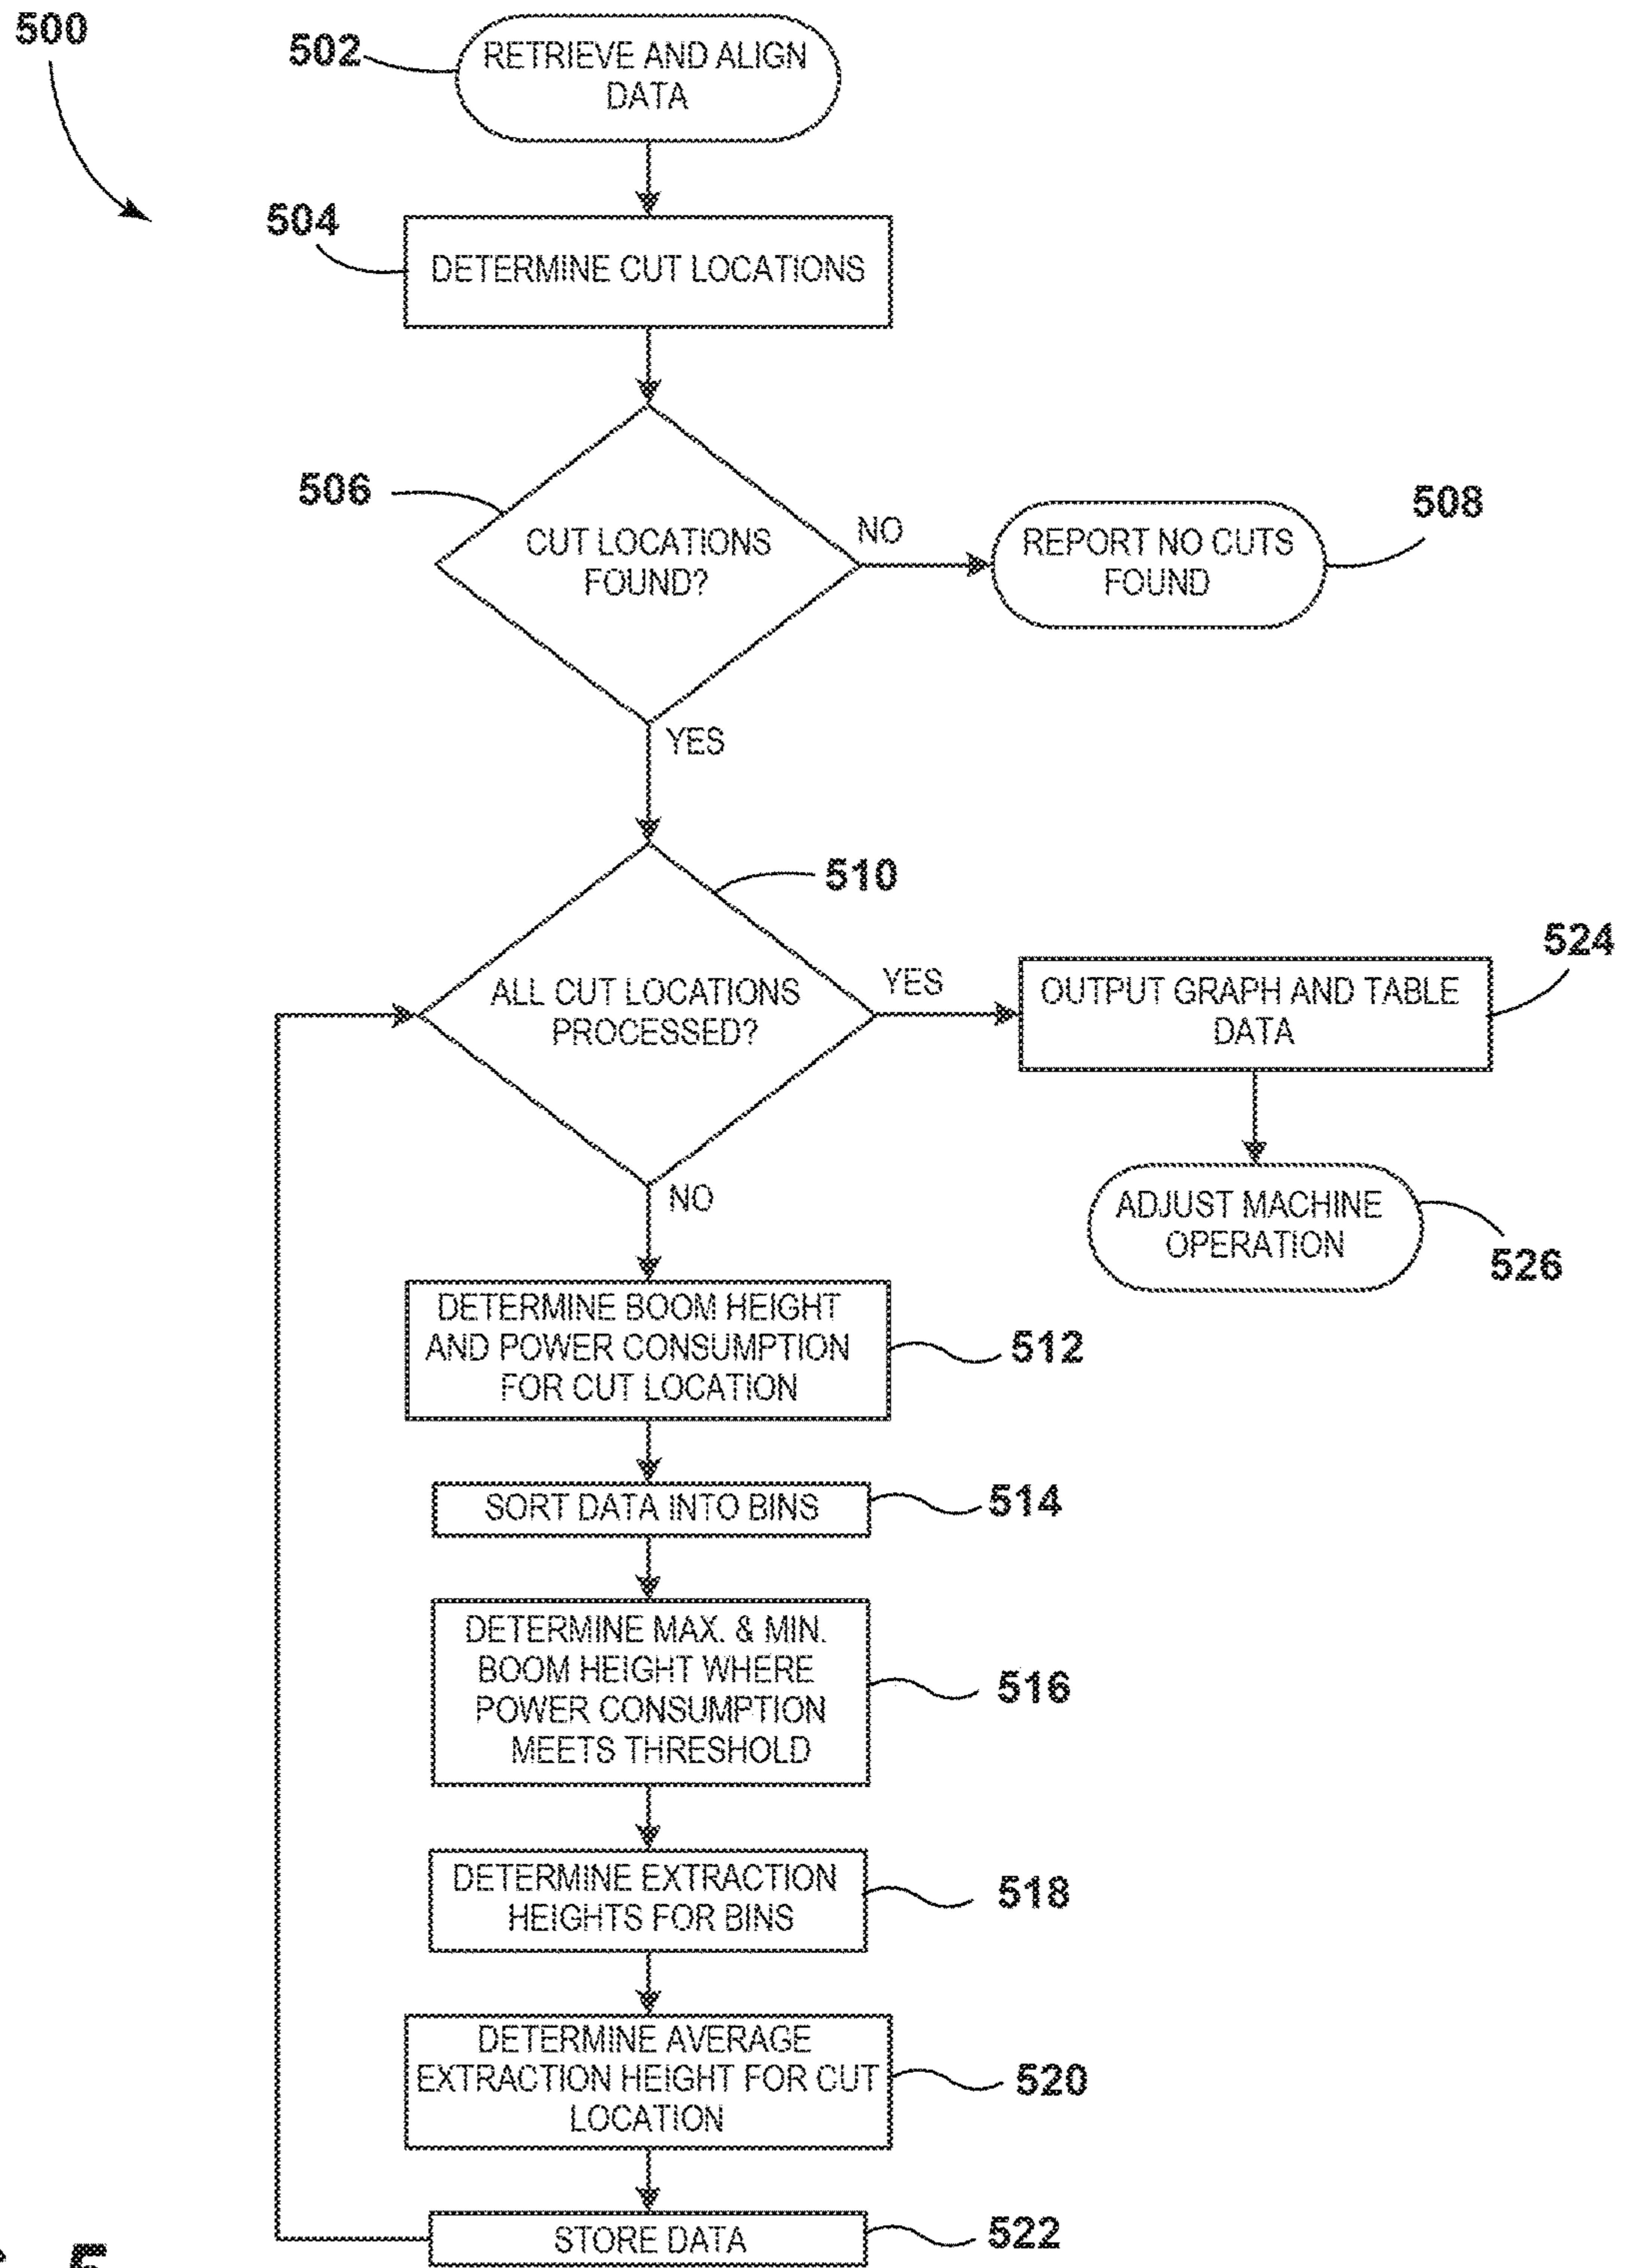 500
502
RETRIEVE AND ALIGN
DATA
504
DETERMINE CUT LOCATIONS
506
CUT LOCATIONS
FOUND?
NO
REPORT NO CUTS
FOUND
508
YES
510
ALL CUT LOCATIONS
PROCESSED?
YES
OUTPUT GRAPH AND TABLE
DATA
524
ADJUST MACHINE
OPERATION
526
NO
DETERMINE BOOM HEIGHT
AND POWER CONSUMPTION
FOR CUT LOCATION
512
SORT DATA INTO BINS
514
DETERMINE MAX. & MIN.
BOOM HEIGHT WHERE
POWER CONSUMPTION
MEETS THRESHOLD
516
DETERMINE EXTRACTION
HEIGHTS FOR BINS
518
DETERMINE AVERAGE
EXTRACTION HEIGHT FOR CUT
LOCATION
520
STORE DATA
522